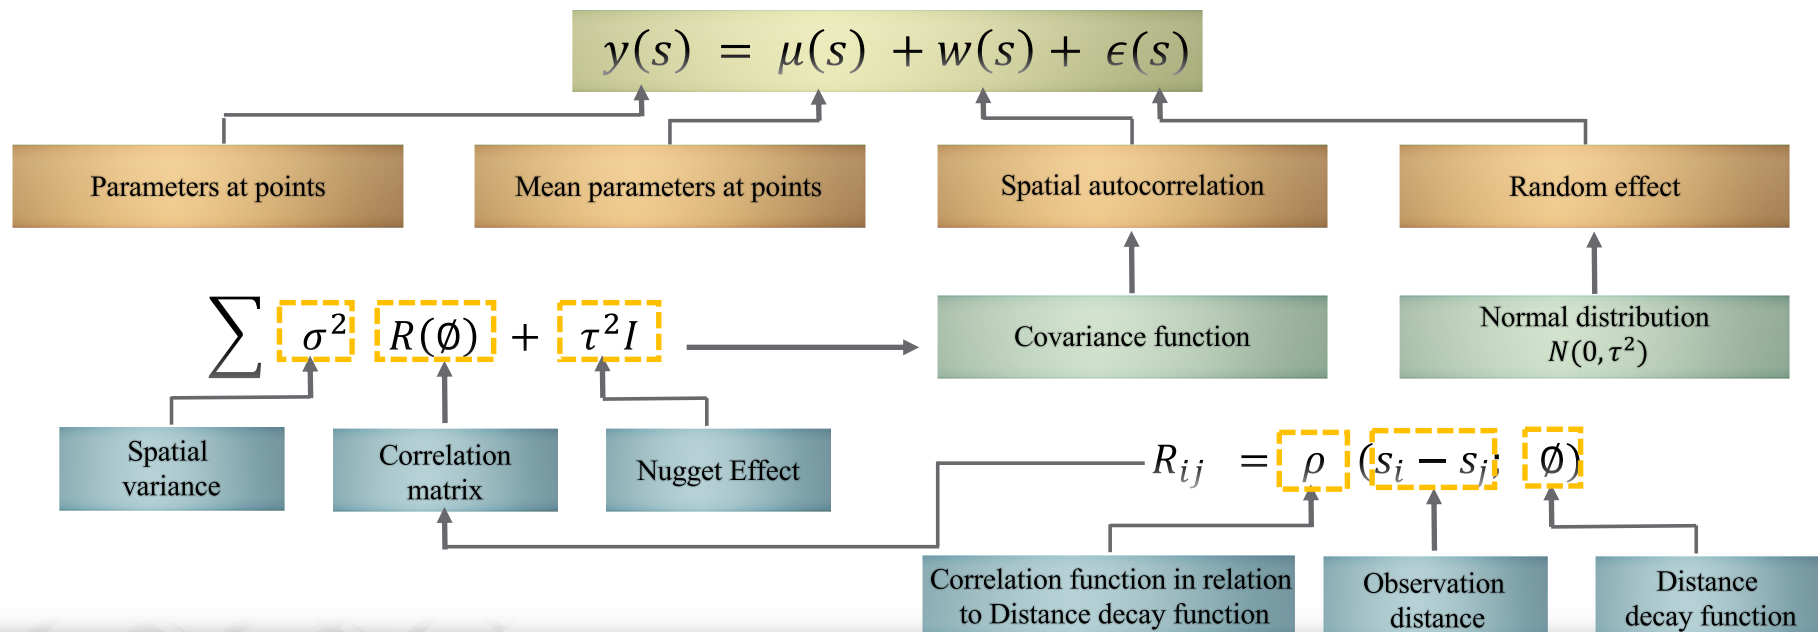 y(s) = μ(s) + w(s) + ϵ(s)
Parameters at points
Mean parameters at points
Spatial autocorrelation
Random effect
∑ σ² R(∅) + τ²I
Covariance function
Normal distribution
N(0, τ²)
Spatial
variance
Correlation
matrix
Nugget Effect
R_{ij} = ρ (s_i − s_j; ∅)
Correlation function in relation
to Distance decay function
Observation
distance
Distance
decay function